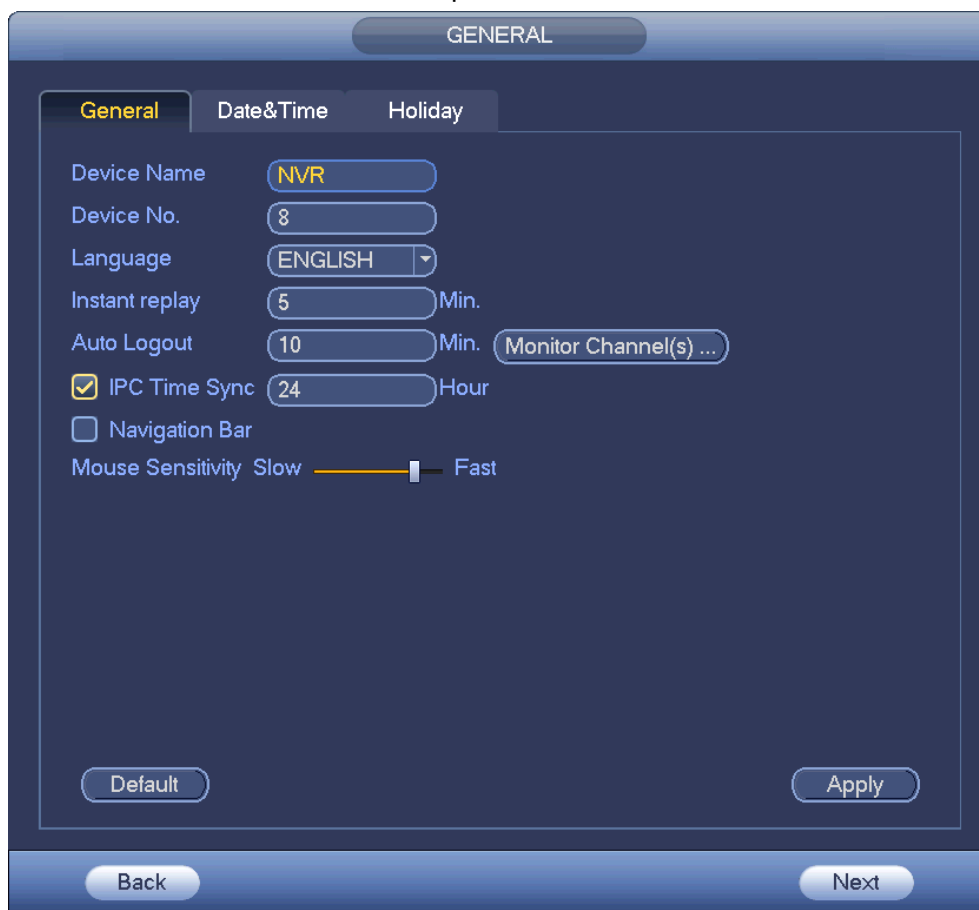 GENERAL
General Date&Time Holiday
Device Name NVR
Device No. 8
Language ENGLISH
Instant replay 5 Min.
Auto Logout 10 Min. Monitor Channel(s) ...
IPC Time Sync 24 Hour
Navigation Bar
Mouse Sensitivity Slow Fast
Default Apply
Back Next